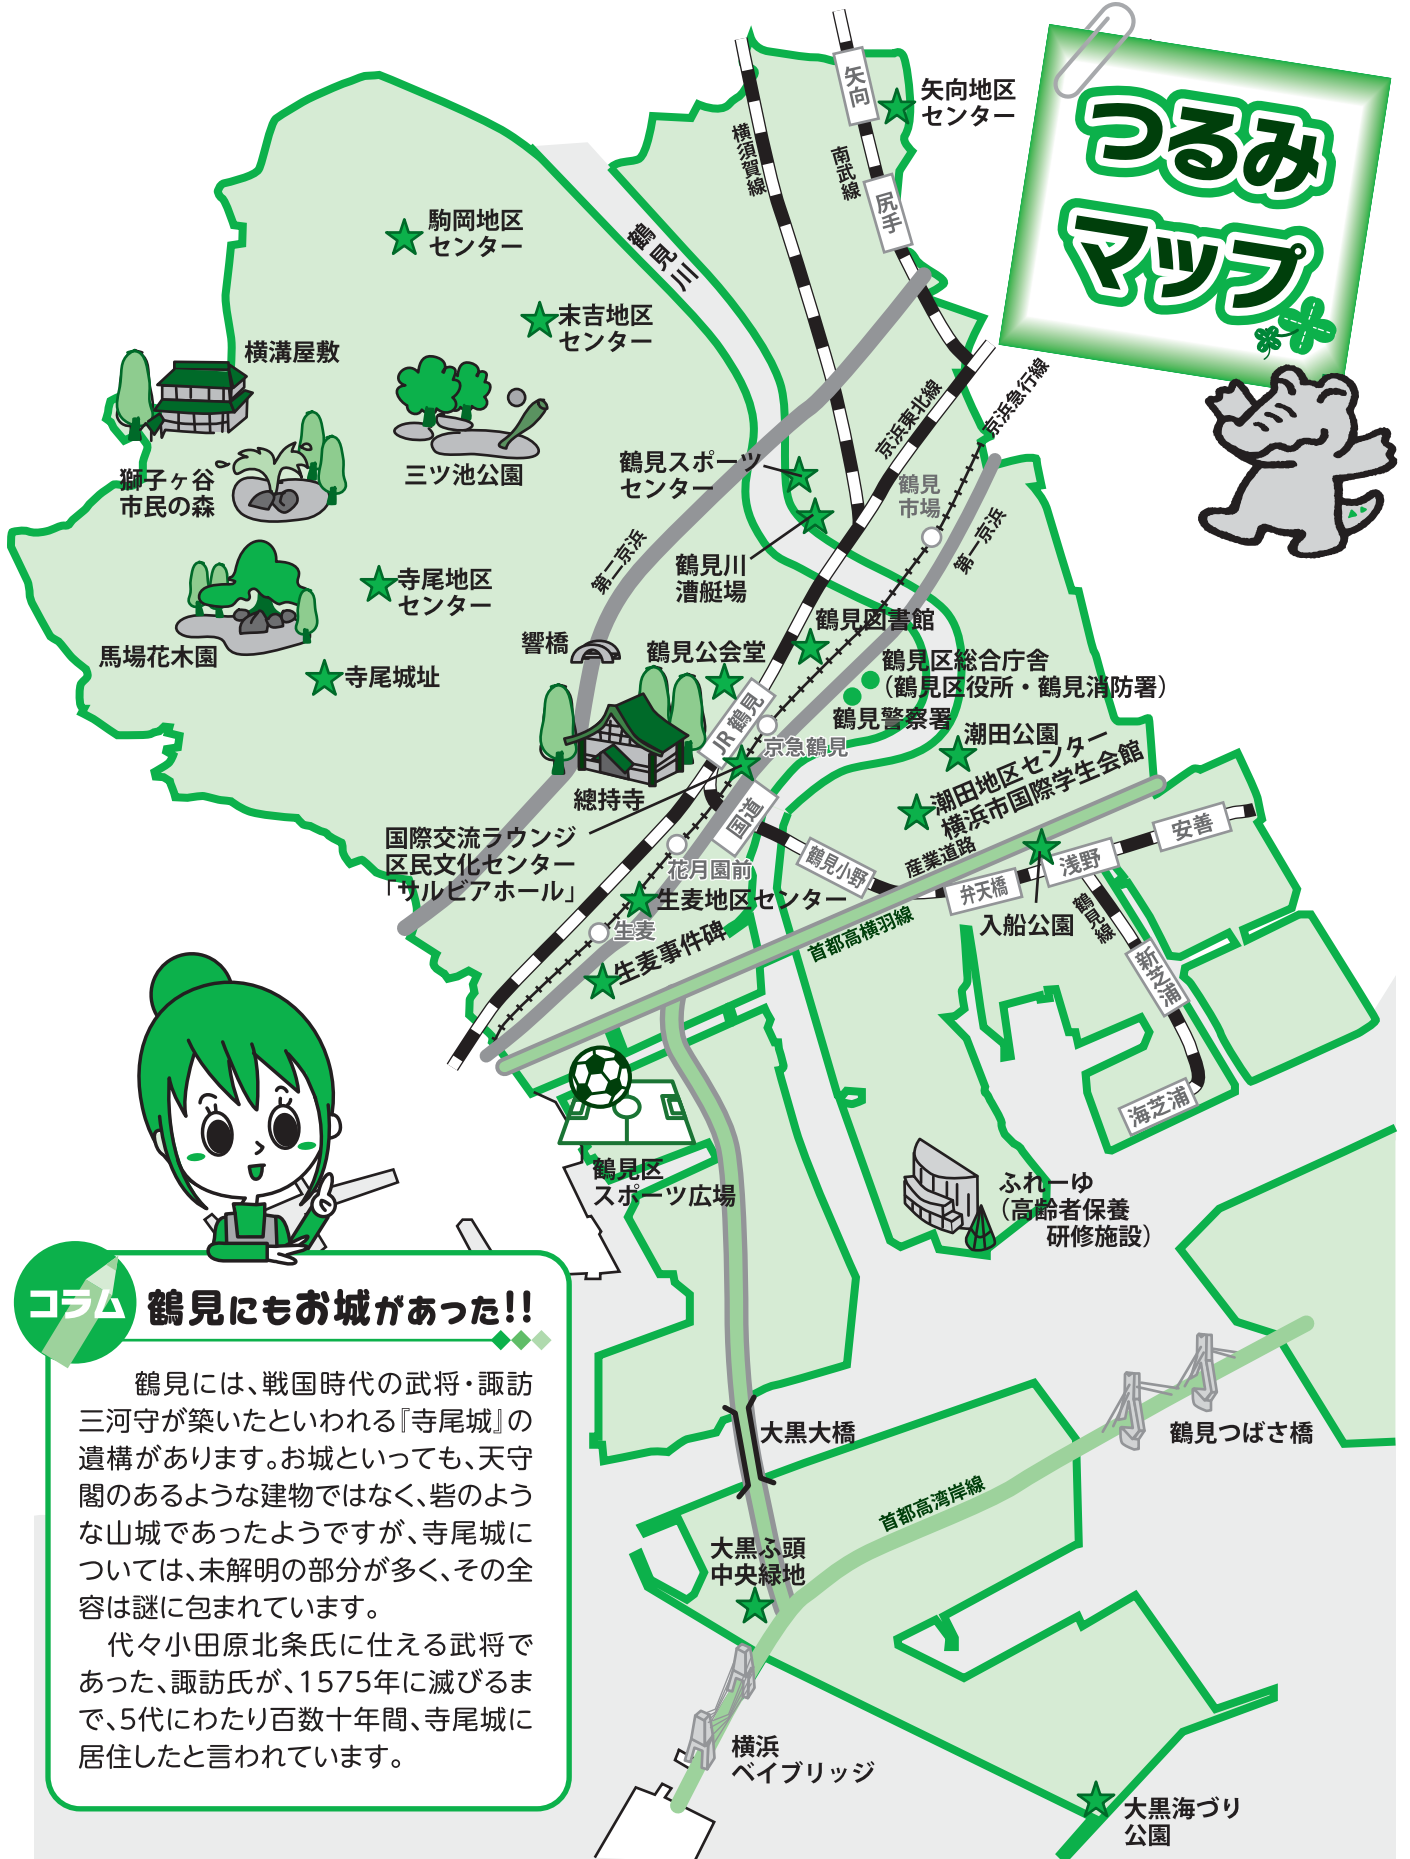 つるみ
マップ
矢向
矢向地区
センター
横須賀線
南武線
尻手
鶴見川
駒岡地区
センター
末吉地区
センター
横溝屋敷
三ツ池公園
獅子ヶ谷
市民の森
京浜東北線
京浜急行線
鶴見スポーツ
センター
鶴見
市場
第二京浜
第一京浜
鶴見川
漕艇場
寺尾地区
センター
馬場花木園
寺尾城址
響橋
鶴見公会堂
鶴見図書館
鶴見区総合庁舎
（鶴見区役所・鶴見消防署）
鶴見警察署
JR 鶴見
京急鶴見
潮田公園
潮田地区センター
横浜市国際学生会館
總持寺
国道
国際交流ラウンジ
区民文化センター
「サルビアホール」
花月園前
鶴見小野
産業道路
弁天橋
浅野
安善
生麦地区センター
生麦
生麦事件碑
首都高横羽線
入船公園
鶴見線
新芝浦
海芝浦
鶴見区
スポーツ広場
ふれーゆ
（高齢者保養
研修施設）
大黒大橋
鶴見つばさ橋
首都高湾岸線
大黒ふ頭
中央緑地
横浜
ベイブリッジ
大黒海づり
公園
コラム
鶴見にもお城があった!!
鶴見には、戦国時代の武将・諏訪
三河守が築いたといわれる『寺尾城』の
遺構があります。お城といっても、天守
閣のあるような建物ではなく、砦のよう
な山城であったようですが、寺尾城に
ついては、未解明の部分が多く、その全
容は謎に包まれています。
代々小田原北条氏に仕える武将で
あった、諏訪氏が、1575年に滅びるま
で、5代にわたり百数十年間、寺尾城に
居住したと言われています。